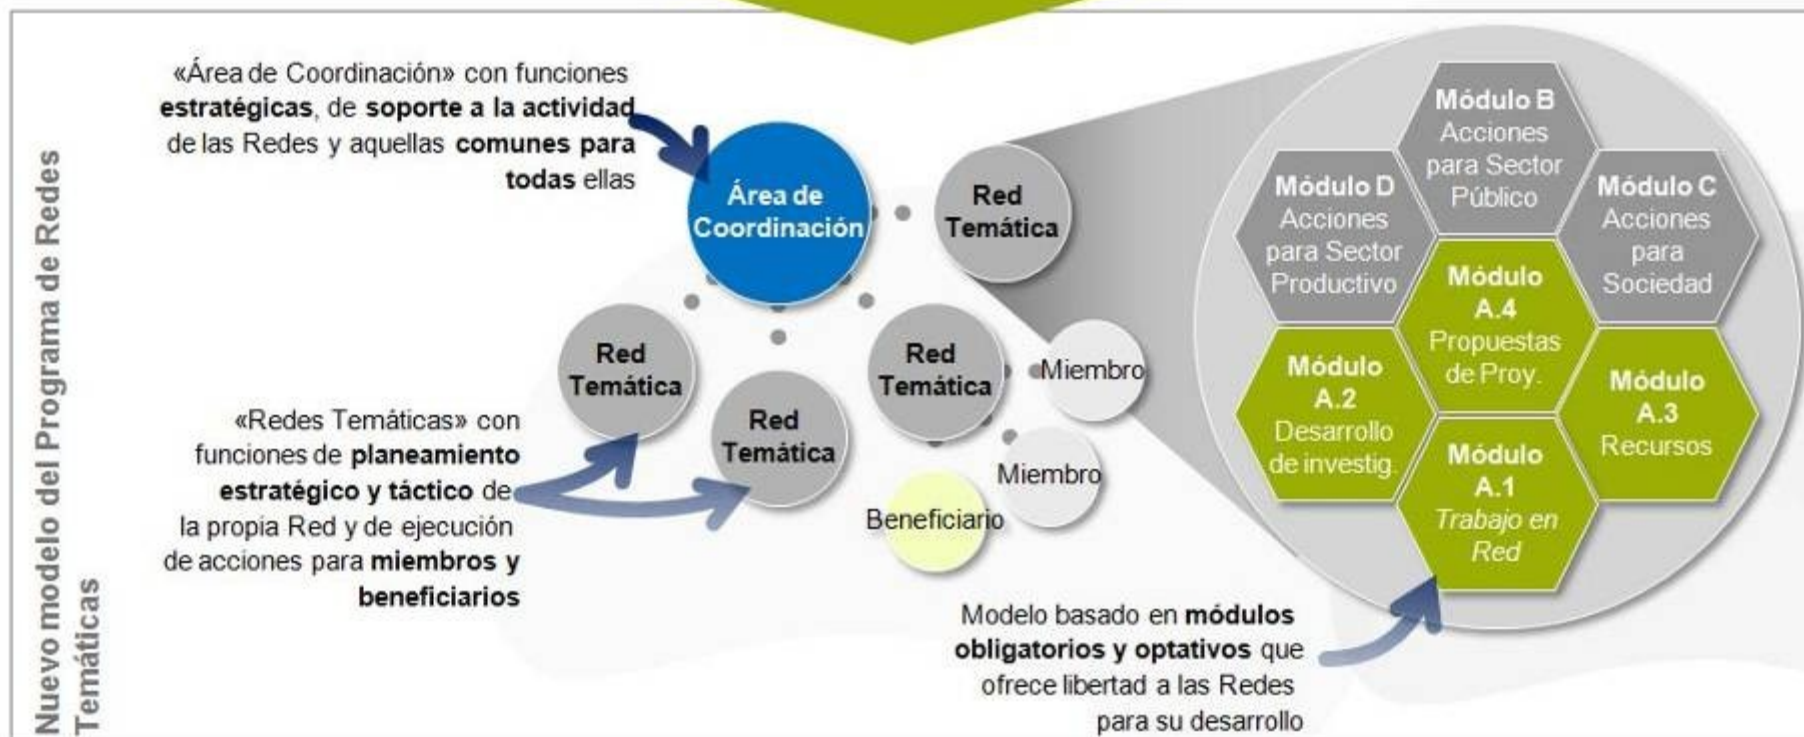 Nuevo modelo del Programa de Redes
Temáticas
«Área de Coordinación» con funciones
estratégicas, de soporte a la actividad
de las Redes y aquellas comunes para
todas ellas
Área de
Coordinación
Red
Temática
Red
Temática
Red
Temática
Red
Temática
Miembro
Miembro
Beneficiario
«Redes Temáticas» con
funciones de planeamiento
estratégico y táctico de
la propia Red y de ejecución
de acciones para miembros y
beneficiarios
Módulo B
Acciones
para Sector
Público
Módulo D
Acciones
para Sector
Productivo
Módulo C
Acciones
para
Sociedad
Módulo
A.4
Propuestas
de Proy.
Módulo
A.2
Desarrollo
de investig.
Módulo
A.3
Recursos
Módulo
A.1
Trabajo en
Red
Modelo basado en módulos
obligatorios y optativos que
ofrece libertad a las Redes
para su desarrollo